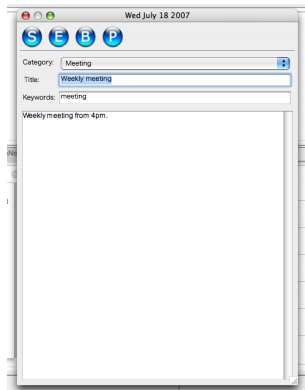 Wed July 18 2007
S E B P
Category: Meeting
Title: Weekly meeting
Keywords: meeting
Weekly meeting from 4pm.